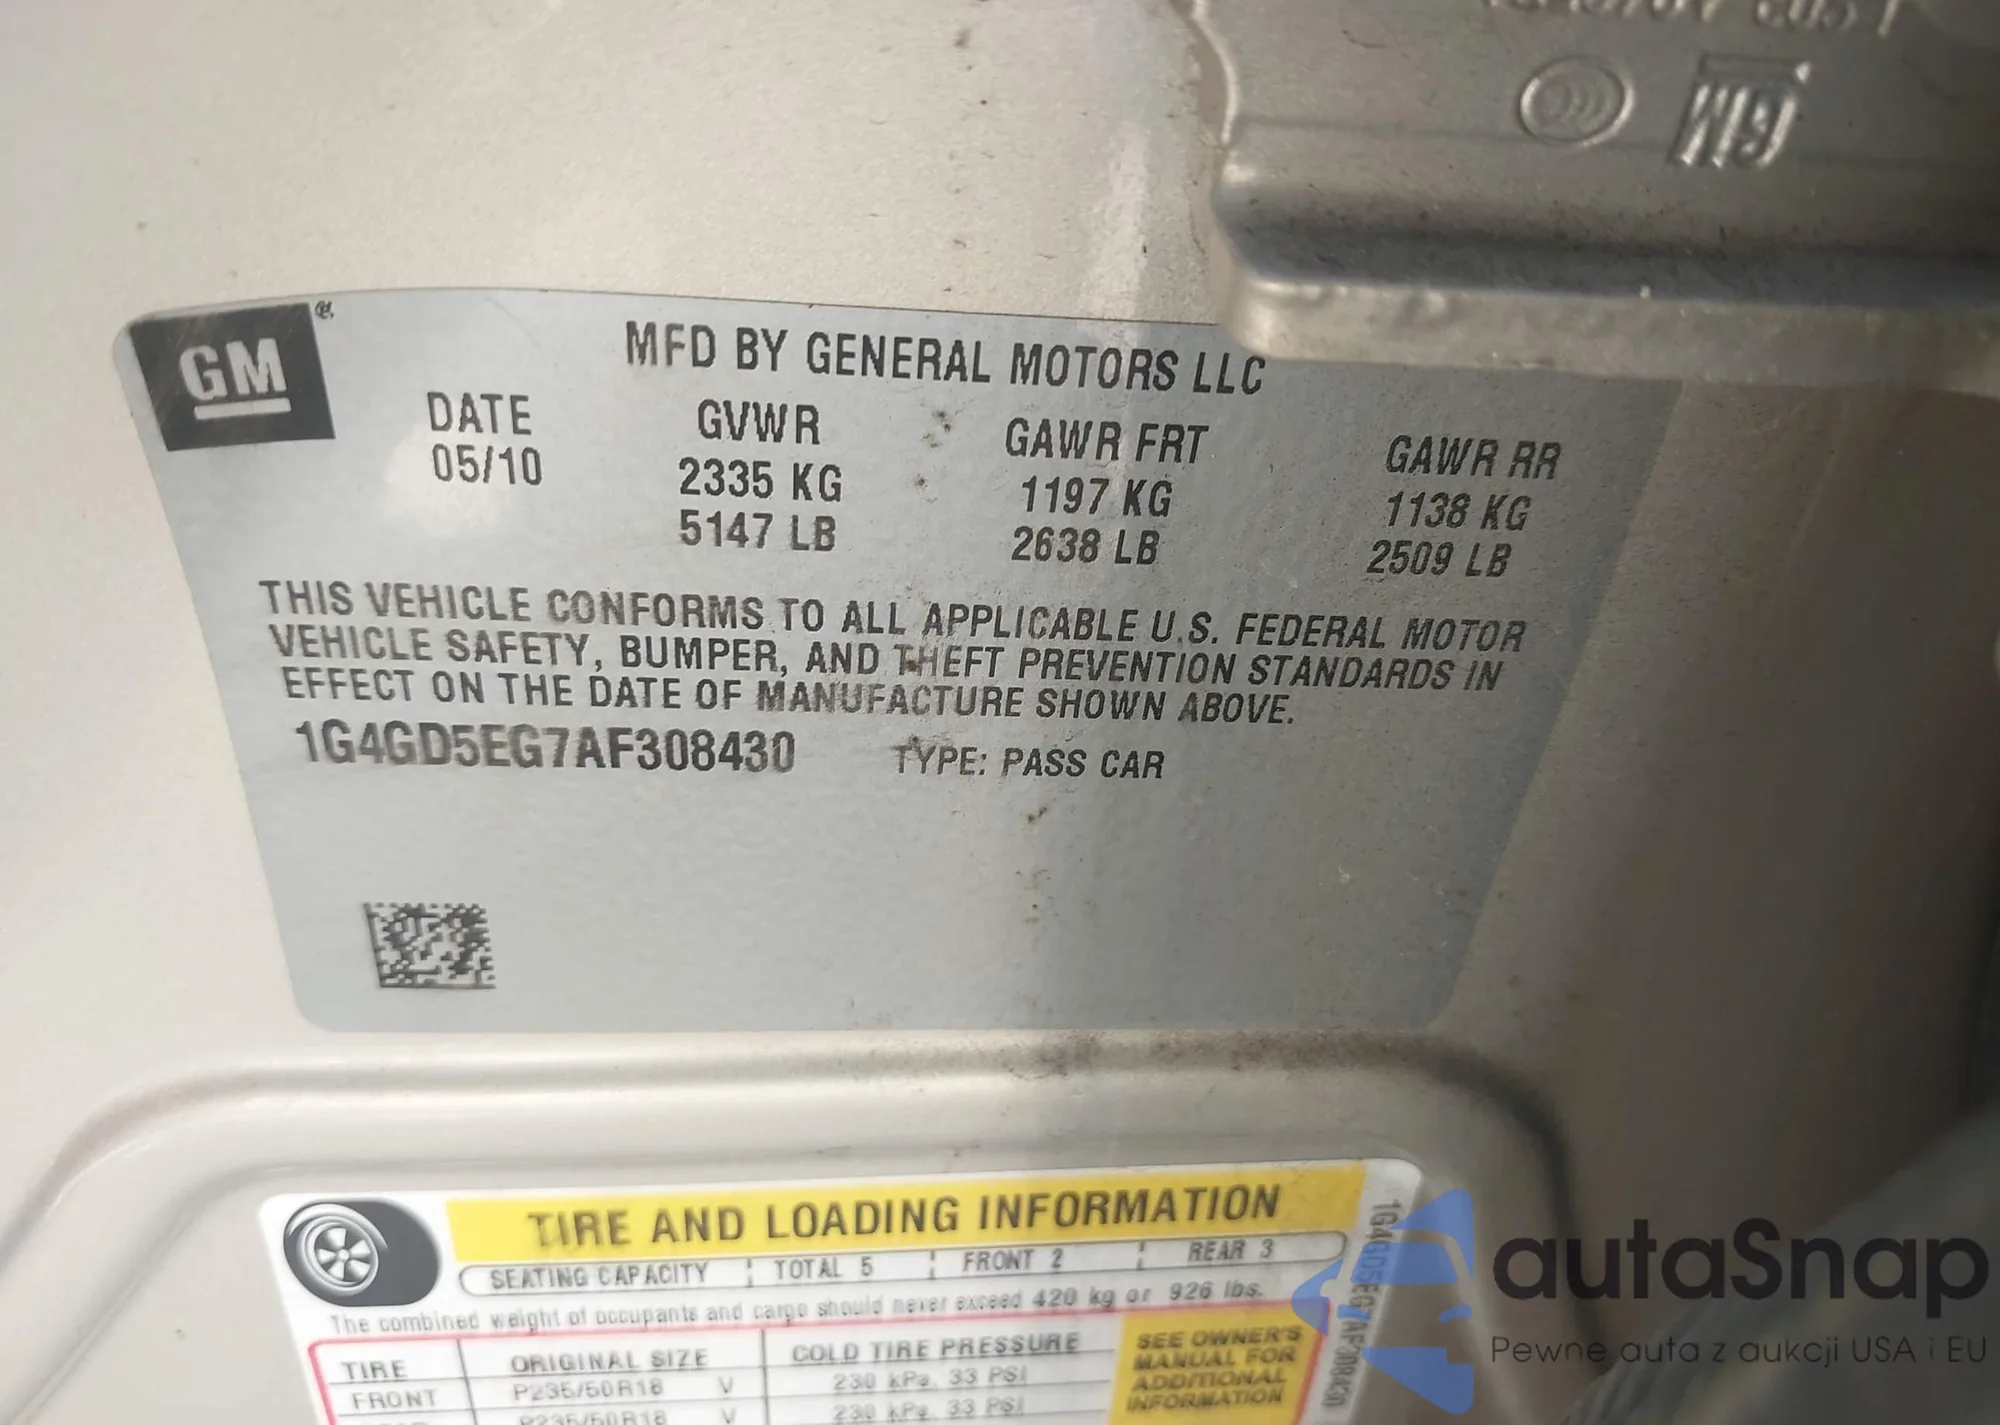 GM
MFD BY GENERAL MOTORS LLC
DATE GVWR GAWR FRT GAWR RR
05/10 2335 KG 1197 KG 1138 KG
5147 LB 2638 LB 2509 LB
THIS VEHICLE CONFORMS TO ALL APPLICABLE U.S. FEDERAL MOTOR
VEHICLE SAFETY, BUMPER, AND THEFT PREVENTION STANDARDS IN
EFFECT ON THE DATE OF MANUFACTURE SHOWN ABOVE.
1G4GD5EG7AF308430 TYPE: PASS CAR
GM
TIRE AND LOADING INFORMATION
SEATING CAPACITY TOTAL 5 FRONT 2 REAR 3
The combined weight of occupants and cargo should never exceed 420 kg or 926 lbs.
TIRE ORIGINAL SIZE COLD TIRE PRESSURE
FRONT P235/50R18 V 230 kPa, 33 PSI
P235/50R18 V 230 kPa, 33 PSI
SEE OWNER'S
MANUAL FOR
ADDITIONAL
INFORMATION
1G4GD5EG7AF308430
autaSnap
Pewne auta z aukcji USA i EU